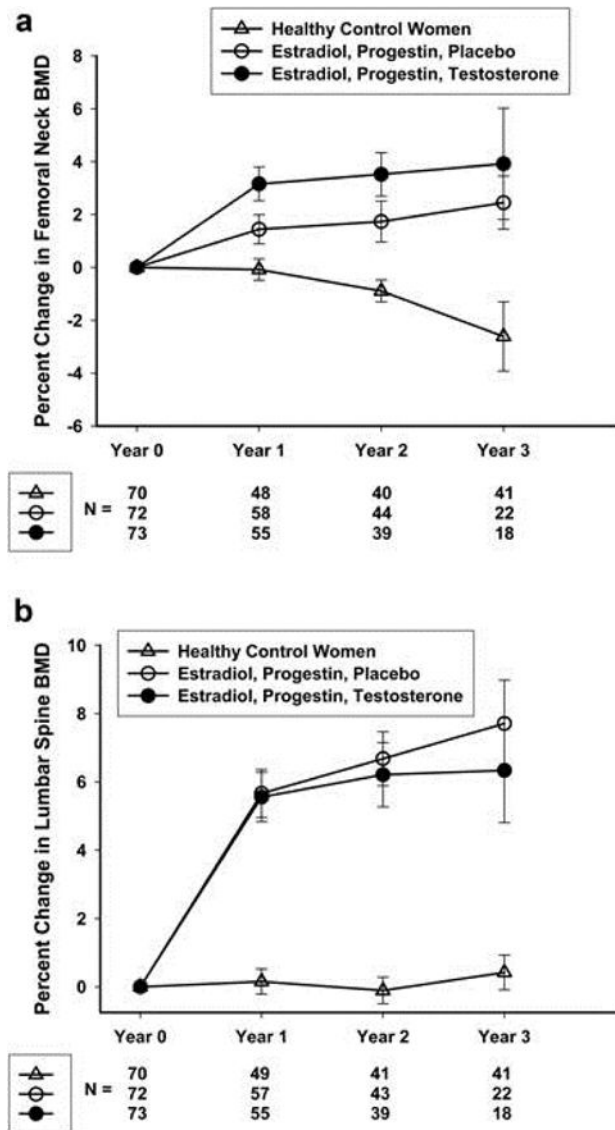 a
Healthy Control Women
Estradiol, Progestin, Placebo
Estradiol, Progestin, Testosterone
Percent Change in Femoral Neck BMD
8
6
4
2
0
-2
-4
-6
Year 0 Year 1 Year 2 Year 3
N =
70 48 40 41
72 58 44 22
73 55 39 18
b
Healthy Control Women
Estradiol, Progestin, Placebo
Estradiol, Progestin, Testosterone
Percent Change in Lumbar Spine BMD
10
8
6
4
2
0
Year 0 Year 1 Year 2 Year 3
N =
70 49 41 41
72 57 43 22
73 55 39 18